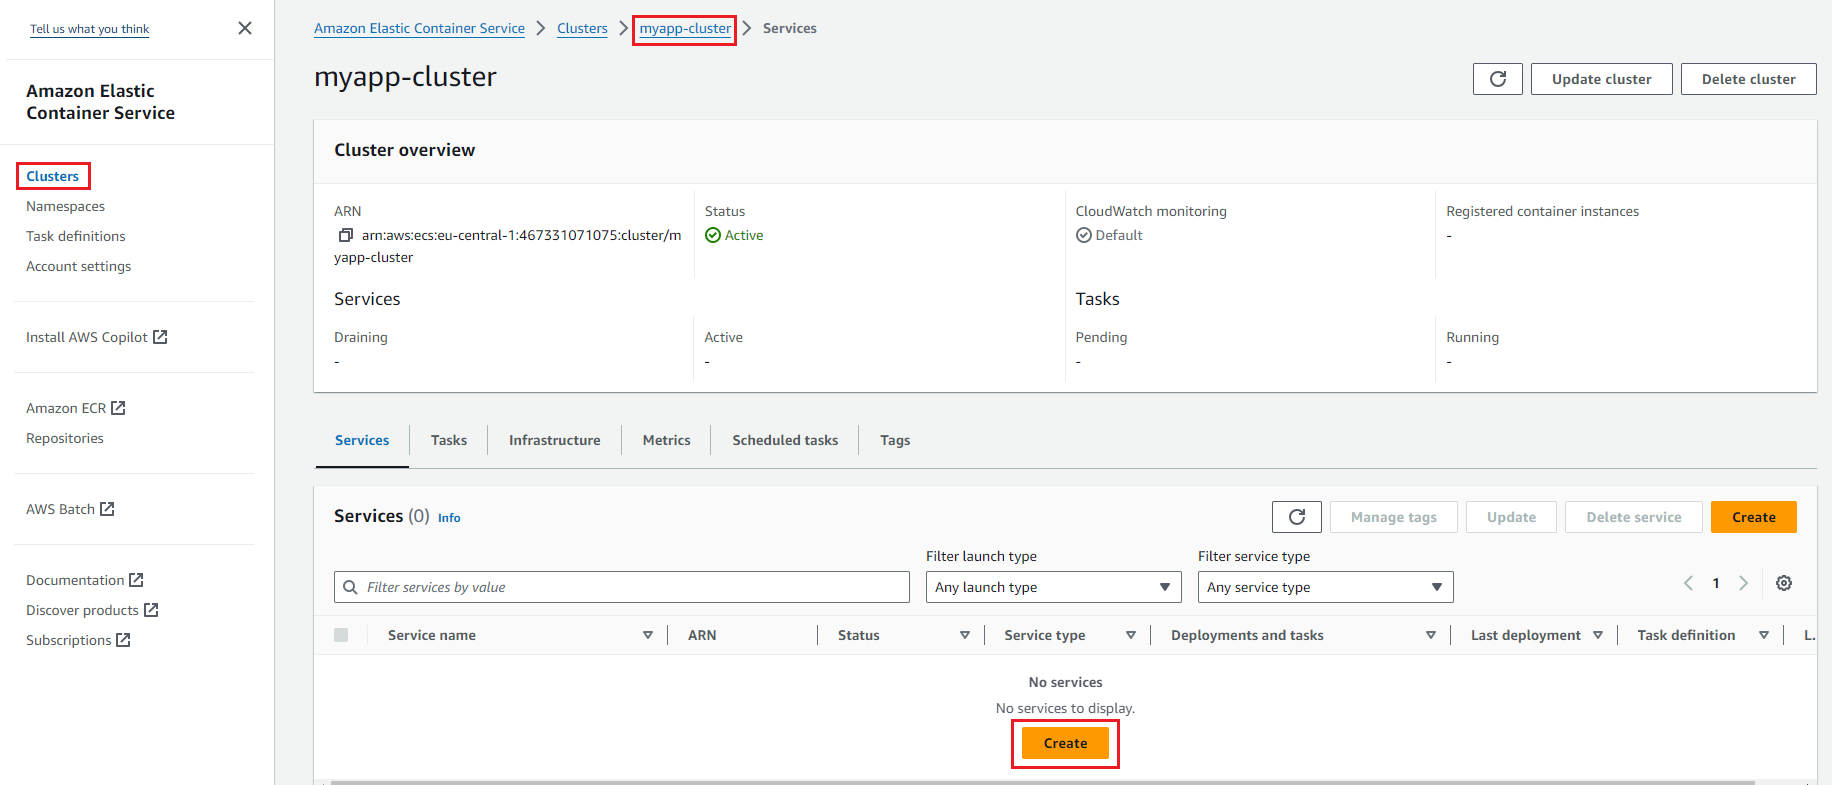 Tell us what you think
Amazon Elastic
Container Service
Clusters
Namespaces
Task definitions
Account settings
Install AWS Copilot
Amazon ECR
Repositories
AWS Batch
Documentation
Discover products
Subscriptions
Amazon Elastic Container Service > Clusters > myapp-cluster > Services
myapp-cluster
Update cluster
Delete cluster
Cluster overview
ARN
arn:aws:ecs:eu-central-1:467331071075:cluster/m
yapp-cluster
Status
Active
CloudWatch monitoring
Default
Registered container instances
-
Services
Draining
-
Active
-
Tasks
Pending
-
Running
-
Services Tasks Infrastructure Metrics Scheduled tasks Tags
Services (0) Info
Manage tags Update Delete service Create
Filter services by value
Filter launch type
Any launch type
Filter service type
Any service type
1
Service name ARN Status Service type Deployments and tasks Last deployment Task definition L.
No services
No services to display.
Create